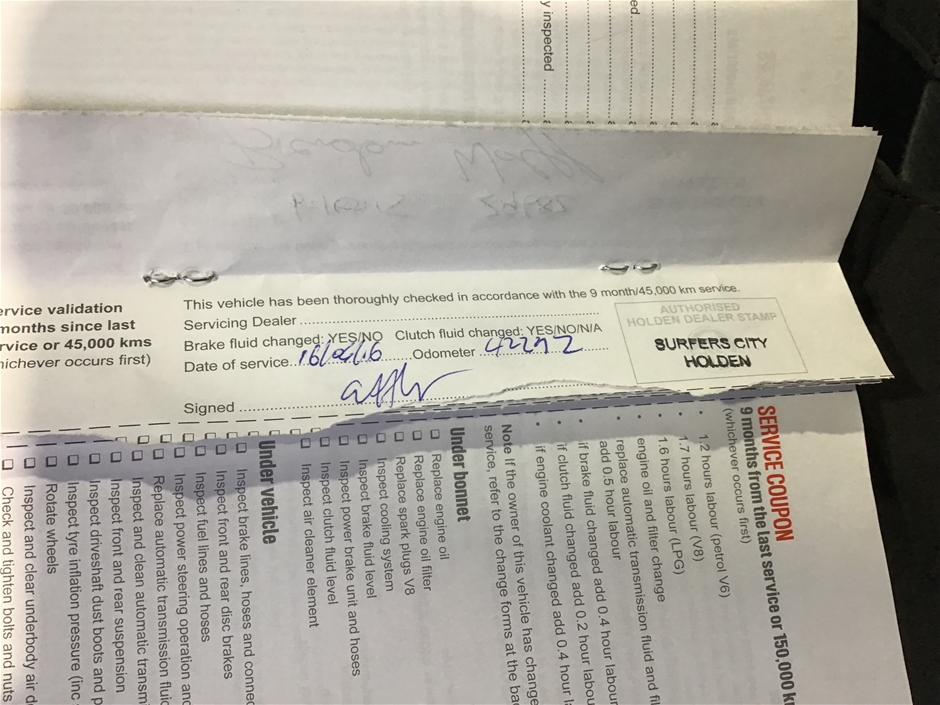 y inspected
ed
ervice validation
months since last
rvice or 45,000 kms
hichever occurs first)
This vehicle has been thoroughly checked in accordance with the 9 month/45,000 km service.
Servicing Dealer
Brake fluid changed: YES/NO Clutch fluid changed: YES/NO/N/A
Date of service Odometer 42292
Signed
AUTHORISED
HOLDEN DEALER STAMP
SURFERS CITY
HOLDEN
SERVICE COUPON
9 months from the last service or 150,000 k
(whichever occurs first)
• 1.2 hours labour (petrol V6)
• 1.7 hours labour (V8)
• 1.6 hours labour (LPG)
engine oil and filter change
• replace automatic transmission fluid and fil
add 0.5 hour labour
• if brake fluid changed add 0.4 hour labour
• if clutch fluid changed add 0.2 hour labou
• if engine coolant changed add 0.4 hour l
Note If the owner of this vehicle has change
service, refer to the change forms at the ba
Under bonnet
Replace engine oil
Replace engine oil filter
Replace spark plugs V8
Inspect cooling system
Inspect brake fluid level
Inspect power brake unit and hoses
Inspect clutch fluid level
Inspect air cleaner element
Under vehicle
Inspect brake lines, hoses and connec
Inspect front and rear disc brakes
Inspect fuel lines and hoses
Inspect power steering operation and
Replace automatic transmission fluid
Inspect and clean automatic transmi
Inspect front and rear suspension
Inspect driveshaft dust boots and p
Inspect tyre inflation pressure (inc
Rotate wheels
Inspect and clear underbody air d
Check and tighten bolts and nuts